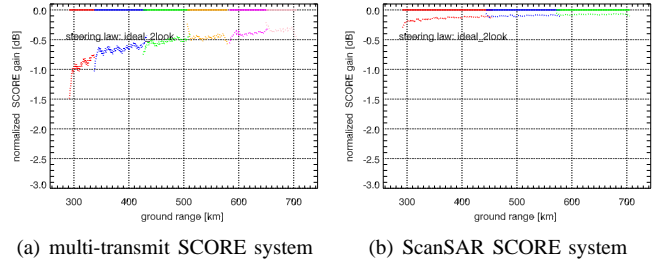 0.0
-0.5
-1.0
-1.5
-2.0
-2.5
-3.0
normalized SCORE gain [dB]
steering law: ideal_2look
300 400 500 600 700
ground range [km]
(a) multi-transmit SCORE system
0.0
-0.5
-1.0
-1.5
-2.0
-2.5
-3.0
normalized SCORE gain [dB]
steering law: ideal_2look
300 400 500 600 700
ground range [km]
(b) ScanSAR SCORE system